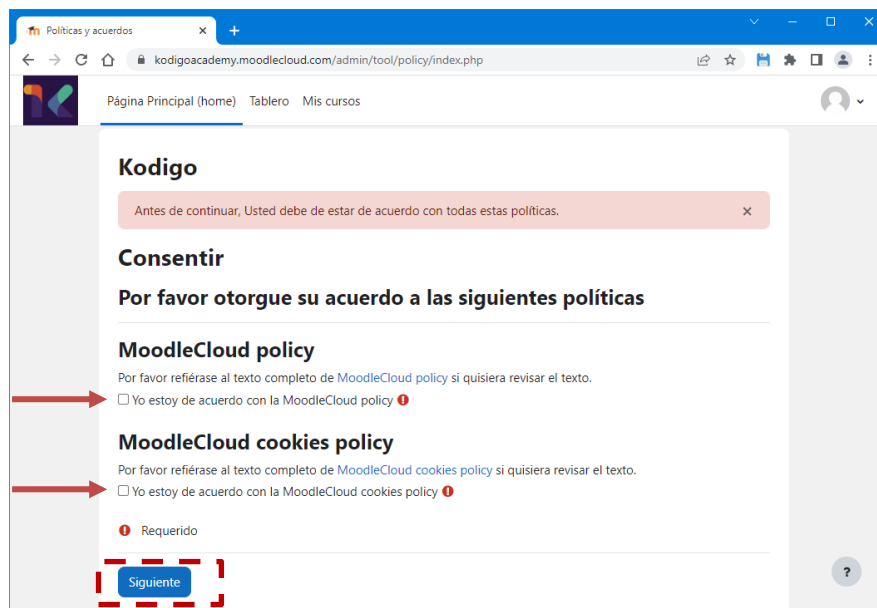 Políticas y acuerdos
kodigoacademy.moodlecloud.com/admin/tool/policy/index.php
Página Principal (home) Tablero Mis cursos
Kodigo
Antes de continuar, Usted debe de estar de acuerdo con todas estas políticas.
Consentir
Por favor otorgue su acuerdo a las siguientes políticas
MoodleCloud policy
Por favor refiérase al texto completo de MoodleCloud policy si quisiera revisar el texto.
Yo estoy de acuerdo con la MoodleCloud policy
MoodleCloud cookies policy
Por favor refiérase al texto completo de MoodleCloud cookies policy si quisiera revisar el texto.
Yo estoy de acuerdo con la MoodleCloud cookies policy
Requerido
Siguiente
?